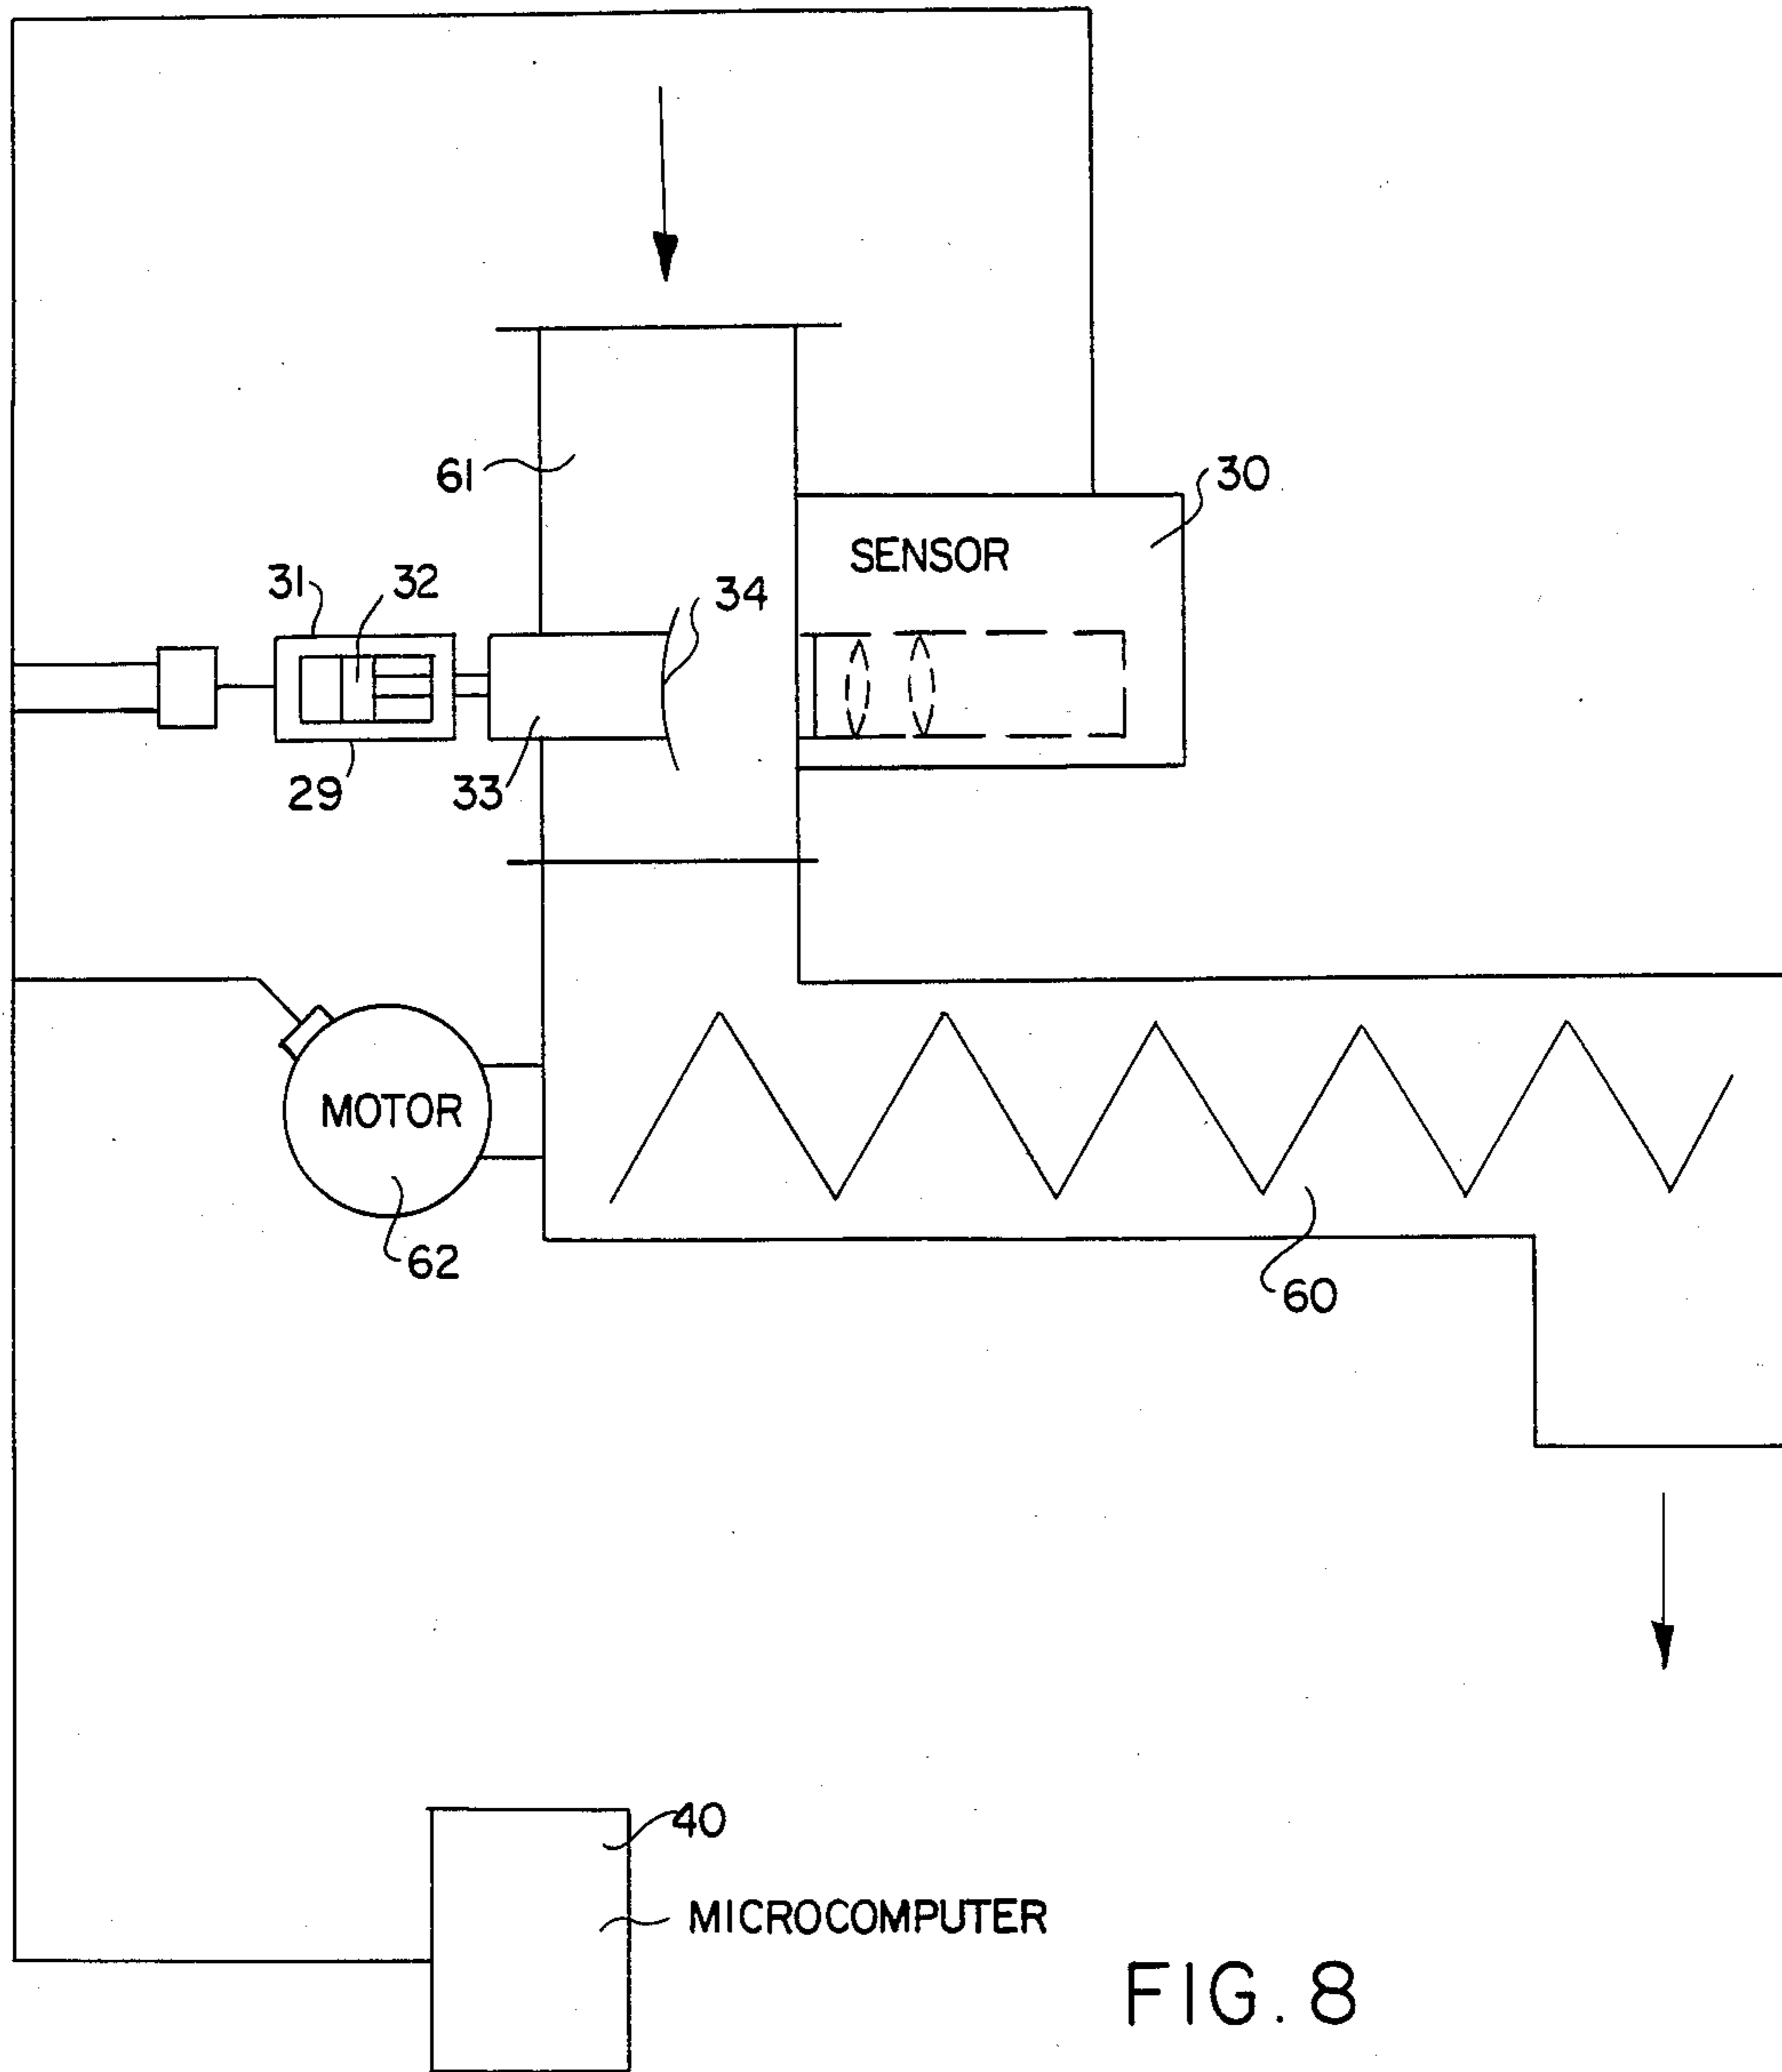 61
30
SENSOR
31
32
34
29
33
MOTOR
62
60
40
MICROCOMPUTER
FIG. 8